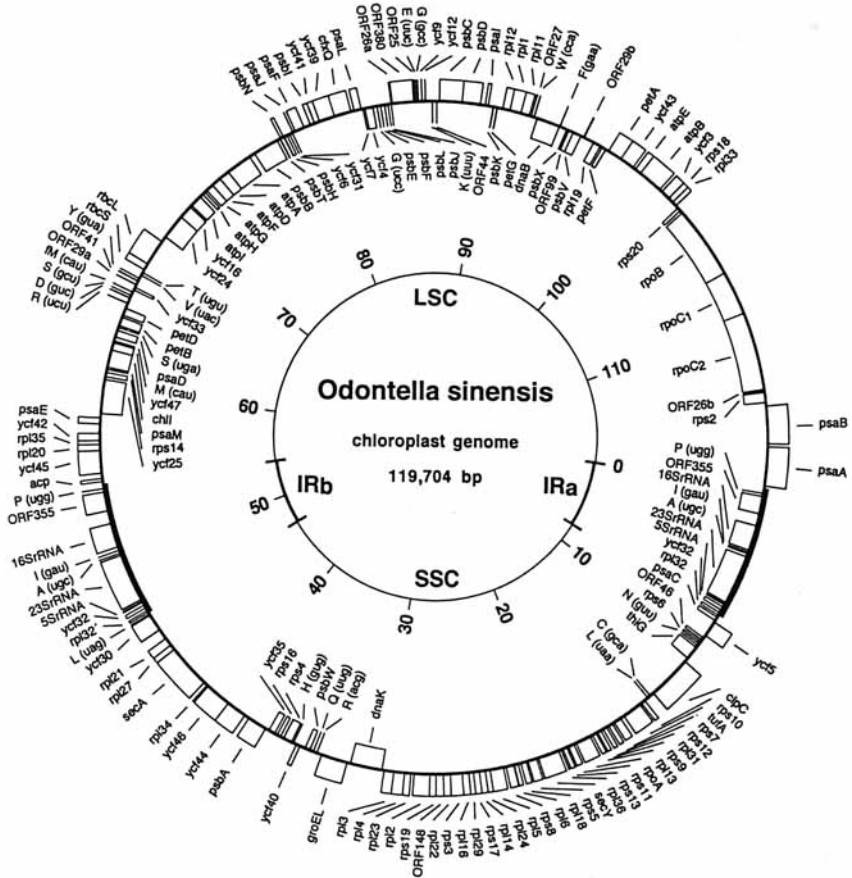 Odontella sinensis
chloroplast genome
119,704 bp
LSC
IRb
IRa
SSC
0
10
20
30
40
50
60
70
80
90
100
110
psbN
psaJ
psaF
psbI
ycf41
ycf39
cfxQ
psaL
ORF26a
ORF380
ORF25
E (uuc)
G (gcc)
ycf9
ycf12
psbC
psbD
psaI
rpl12
rpl1
rpl11
ORF27
W (cca)
F(gaa)
ORF29b
petA
ycf43
atpE
atpB
ycf3
rps18
rpl33
rps20
rpoB
rpoC1
rpoC2
ORF26b
rps2
psaB
psaA
P (ugg)
ORF355
16SrRNA
I (gau)
A (ugc)
23SrRNA
5SrRNA
ycf32
rpl32
psaC
ORF46
rps6
N (guu)
thiG
C (gca)
L (uaa)
ycf5
clpC
rps10
tufA
rps7
rps12
rpl31
rps9
rpl13
rpoA
rps11
rps13
rpl36
secY
rps5
rpl18
rpl6
rps8
rpl5
rpl24
rpl14
rps17
rpl29
rpl16
rps3
rpl22
ORF148
rps19
rpl2
rpl23
rpl4
rpl3
dnaK
groEL
R (acg)
Q (uug)
psbW
H (gug)
rps4
rps16
ycf35
ycf40
psbA
ycf44
ycf46
rpl34
secA
rpl27
rpl21
ycf30
L (uag)
rpl32
ycf32
5SrRNA
23SrRNA
A (ugc)
I (gau)
16SrRNA
ORF355
P (ugg)
acp
ycf45
rpl20
rpl35
ycf42
psaE
ycf25
rps14
psaM
chlI
ycf47
M (cau)
psaD
S (uga)
petB
petD
ycf33
V (uac)
T (ugu)
R (ucu)
D (guc)
S (gcu)
fM (cau)
ORF29a
ORF41
Y (gua)
rbcS
rbcL
ycf24
ycf16
atpI
atpH
atpG
atpF
atpD
atpA
psbB
psbT
psbH
ycf6
ycf31
ycf7
ycf4
G (ucc)
psbE
psbF
psbL
psbJ
K (uuu)
ORF44
psbK
petG
dnaB
psbX
ORF99
psbV
rpl19
petF